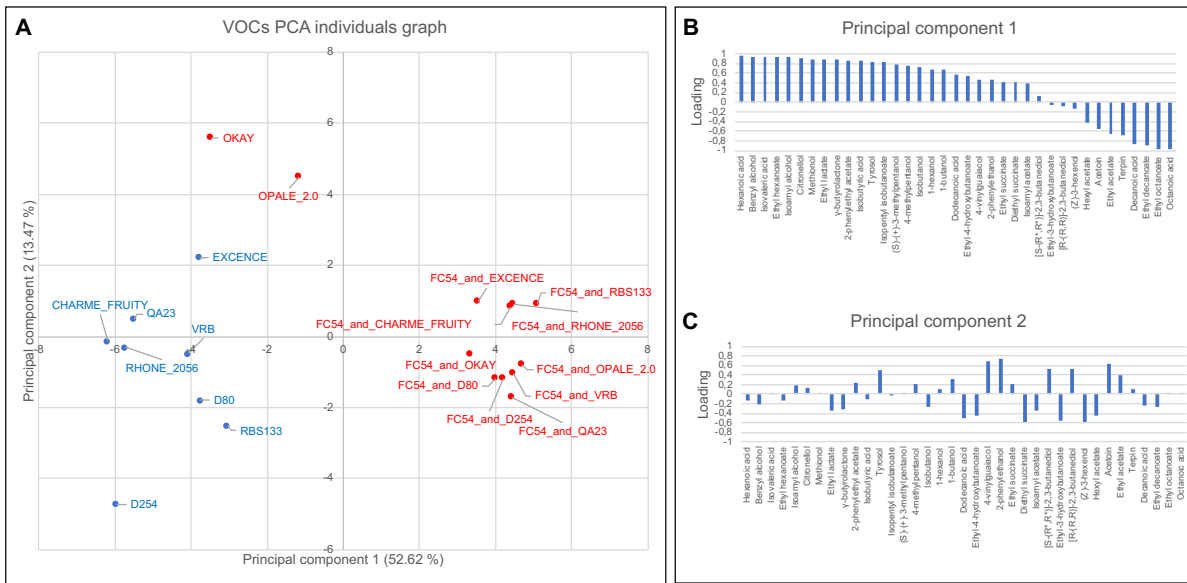 A
VOCs PCA individuals graph
8
6
4
2
0
-2
-4
-6
-8
-6
-4
-2
0
2
4
6
8
Principal component 2 (13.47 %)
Principal component 1 (52.62 %)
OKAY
OPALE_2.0
EXCENCE
CHARME_FRUITY
QA23
VRB
RHONE_2056
D80
RBS133
D254
FC54_and_EXCENCE
FC54_and_RBS133
FC54_and_CHARME_FRUITY
FC54_and_RHONE_2056
FC54_and_OKAY
FC54_and_OPALE_2.0
FC54_and_D80
FC54_and_VRB
FC54_and_D254
FC54_and_QA23
B
Principal component 1
Loading
1
0,8
0,6
0,4
0,2
0
-0,2
-0,4
-0,6
-0,8
-1
Hexanoic acid
Benzyl alcohol
Isovaleric acid
Ethyl hexanoate
Isoamyl alcohol
Citronellol
Methionol
Ethyl lactate
γ-butyrolactone
2-phenylethyl acetate
Isobutyric acid
Tyrosol
Isopentyl isobutanoate
(S)-(+)-3-methylpentanol
4-methylpentanol
Isobutanol
1-hexanol
1-butanol
Dodecanoic acid
Ethyl-4-hydroxybutanoate
4-vinylguaiacol
2-phenylethanol
Ethyl succinate
Diethyl succinate
Isoamyl acetate
[S-(R*,R*)]-2,3-butanediol
Ethyl-3-hydroxybutanoate
[R-(R,R)]-2,3-butanediol
(Z)-3-hexenol
Hexyl acetate
Acetoin
Ethyl acetate
Terpin
Decanoic acid
Ethyl decanoate
Ethyl octanoate
Octanoic acid
C
Principal component 2
Loading
1
0,8
0,6
0,4
0,2
0
-0,2
-0,4
-0,6
-0,8
-1
Hexanoic acid
Benzyl alcohol
Isovaleric acid
Ethyl hexanoate
Isoamyl alcohol
Citronellol
Methionol
Ethyl lactate
γ-butyrolactone
2-phenylethyl acetate
Isobutyric acid
Tyrosol
Isopentyl isobutanoate
(S)-(+)-3-methylpentanol
4-methylpentanol
Isobutanol
1-hexanol
1-butanol
Dodecanoic acid
Ethyl-4-hydroxybutanoate
4-vinylguaiacol
2-phenylethanol
Ethyl succinate
Diethyl succinate
Isoamyl acetate
[S-(R*,R*)]-2,3-butanediol
Ethyl-3-hydroxybutanoate
[R-(R,R)]-2,3-butanediol
(Z)-3-hexenol
Hexyl acetate
Acetoin
Ethyl acetate
Terpin
Decanoic acid
Ethyl decanoate
Ethyl octanoate
Octanoic acid